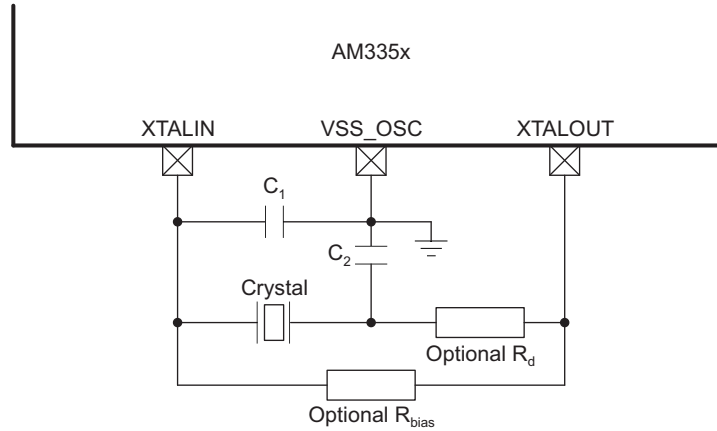 AM335x
XTALIN
VSS_OSC
XTALOUT
C1
C2
Crystal
Optional Rd
Optional Rbias